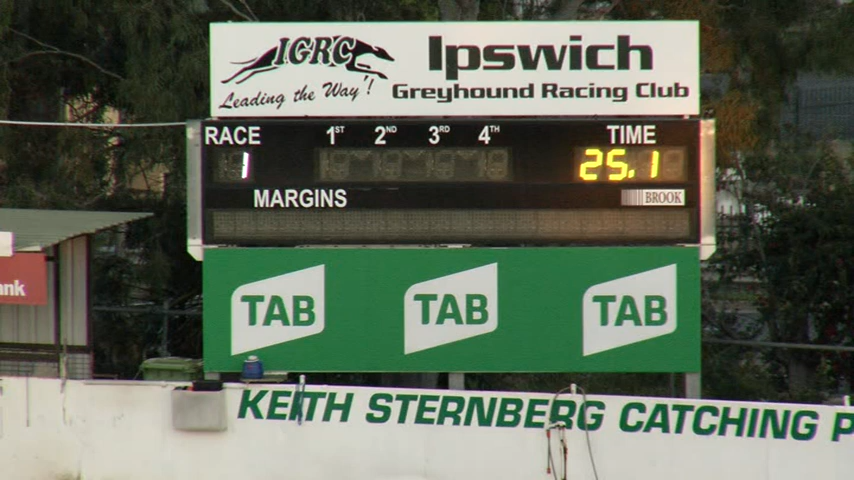 IGRC
Leading the Way!
Ipswich
Greyhound Racing Club
RACE 1ST 2ND 3RD 4TH TIME
1 25.1
MARGINS BROOK
TAB TAB TAB
nk
KEITH STERNBERG CATCHING P